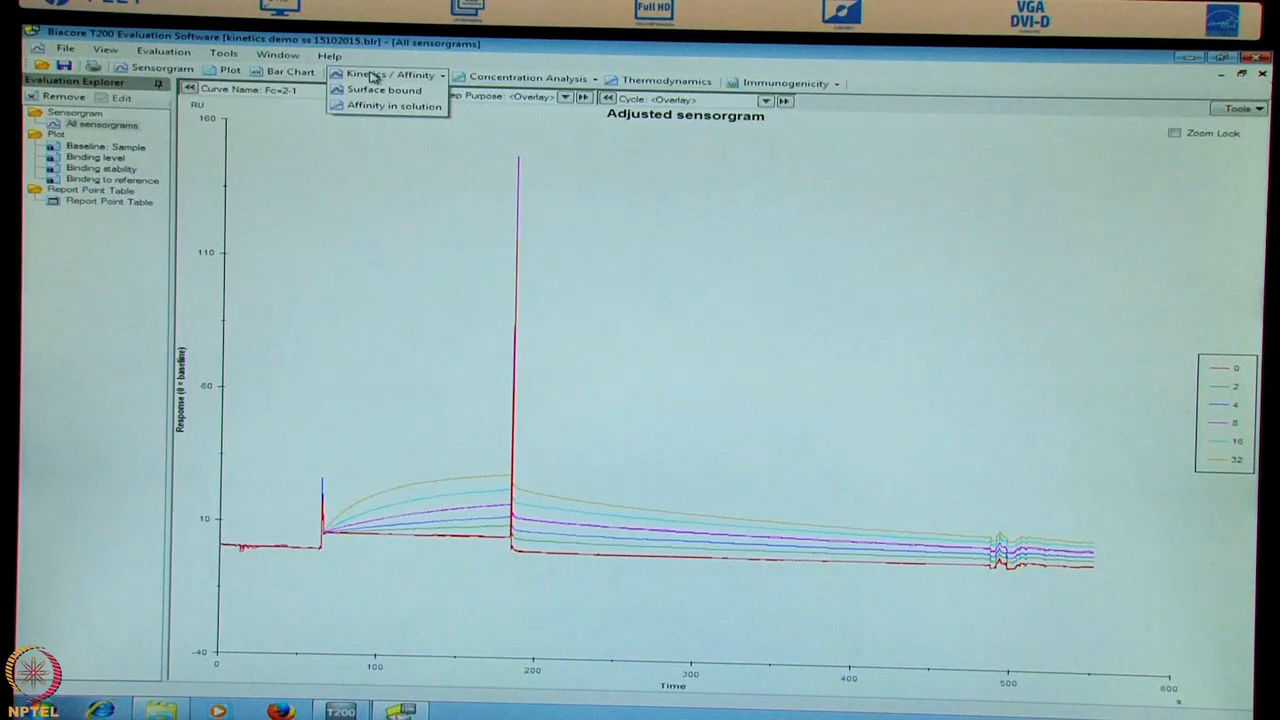 Full HD
VGA
DVI-D
Biacore T200 Evaluation Software [kinetics demo ss 15102015.blr] - [All sensorgrams]
File View Evaluation Tools Window Help
Sensorgram Plot Bar Chart Kinetics / Affinity Concentration Analysis Thermodynamics Immunogenicity
Surface bound
Affinity in solution
Evaluation Explorer
Remove Edit
Sensorgram
All sensorgrams
Plot
Baseline: Sample
Binding level
Binding stability
Binding to reference
Report Point Table
Report Point Table
Curve Name: Fc=2-1
Purpose: <Overlay>
Cycle: <Overlay>
Tools
Adjusted sensorgram
Zoom Lock
RU
160
110
60
10
-40
Response (0 = baseline)
0
2
4
8
16
32
0 100 200 300 400 500 600
Time
s
T200
NPTEL